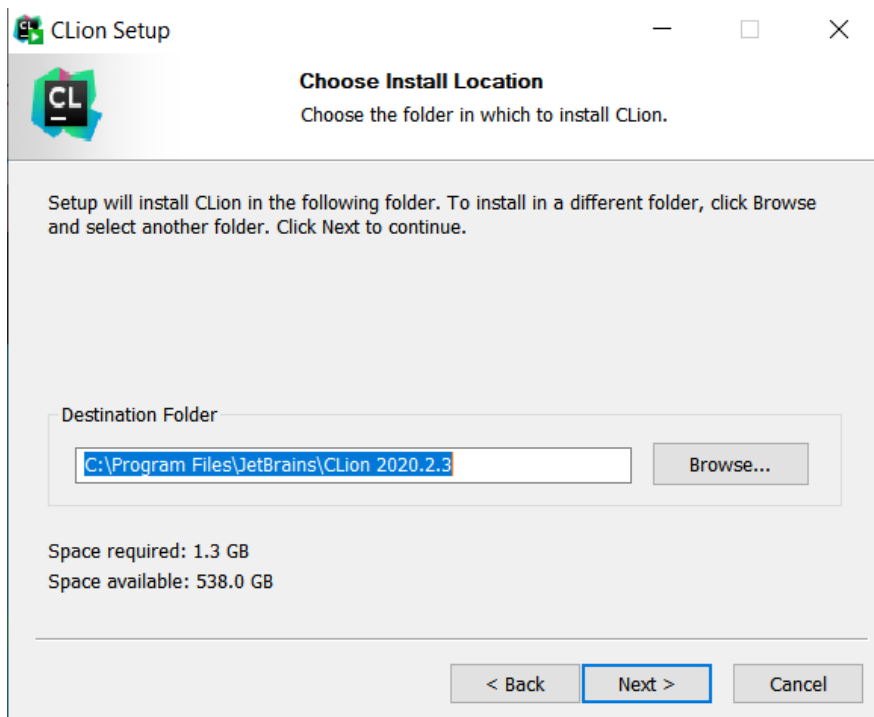 CLion Setup
CL
Choose Install Location
Choose the folder in which to install CLion.
Setup will install CLion in the following folder. To install in a different folder, click Browse
and select another folder. Click Next to continue.
Destination Folder
C:\Program Files\JetBrains\CLion 2020.2.3
Browse...
Space required: 1.3 GB
Space available: 538.0 GB
< Back
Next >
Cancel